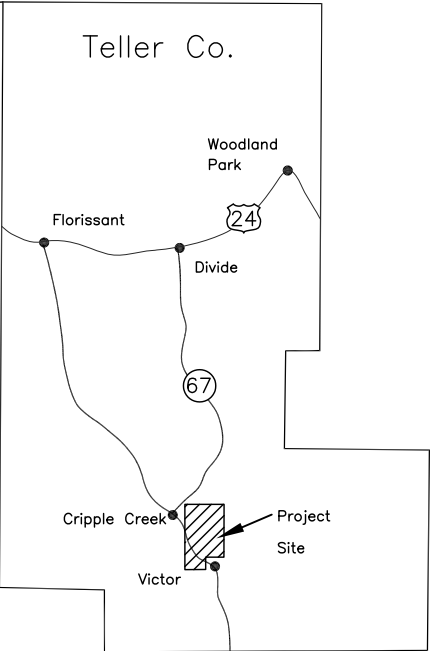 Teller Co.
Woodland
Park
24
Florissant
Divide
67
Cripple Creek
Project
Site
Victor